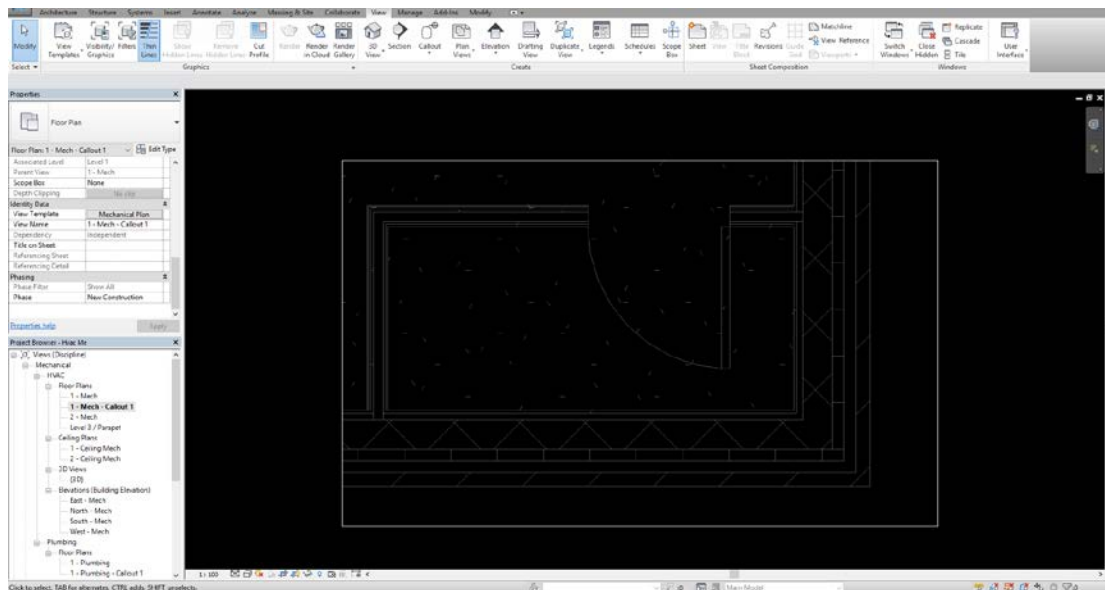 Architecture Structure Systems Insert Annotate Analyze Massing & Site Collaborate View Manage Add-Ins Modify
Modify
View Templates
Visibility/ Graphics
Filters
Thin Lines
Show Hidden Lines
Remove Hidden Lines
Cut Profile
Render
Render in Cloud
Render Gallery
3D View
Section
Callout
Plan Views
Elevation
Drafting View
Duplicate View
Legends
Schedules
Scope Box
Sheet
View
Title Block
Revisions
Guide Grid
Matchline
View Reference
Viewports
Switch Windows
Close Hidden
Replicate
Cascade
Tile
User Interface
Select
Graphics
Create
Sheet Composition
Windows
Properties
Floor Plan
Floor Plan: 1 - Mech - Callout 1
Edit Type
Associated Level Level 1
Parent View 1 - Mech
Scope Box None
Depth Clipping No clip
Identity Data
View Template Mechanical Plan
View Name 1 - Mech - Callout 1
Dependency Independent
Title on Sheet
Referencing Sheet
Referencing Detail
Phasing
Phase Filter Show All
Phase New Construction
Properties help
Apply
Project Browser - Hvac Me
Views (Discipline)
Mechanical
HVAC
Floor Plans
1 - Mech
1 - Mech - Callout 1
2 - Mech
Level 3 / Parapet
Ceiling Plans
1 - Ceiling Mech
2 - Ceiling Mech
3D Views
{3D}
Elevations (Building Elevation)
East - Mech
North - Mech
South - Mech
West - Mech
Plumbing
Floor Plans
1 - Plumbing
1 - Plumbing - Callout 1
1 : 100
Click to select, TAB for alternates, CTRL adds, SHIFT unselects.
Main Model